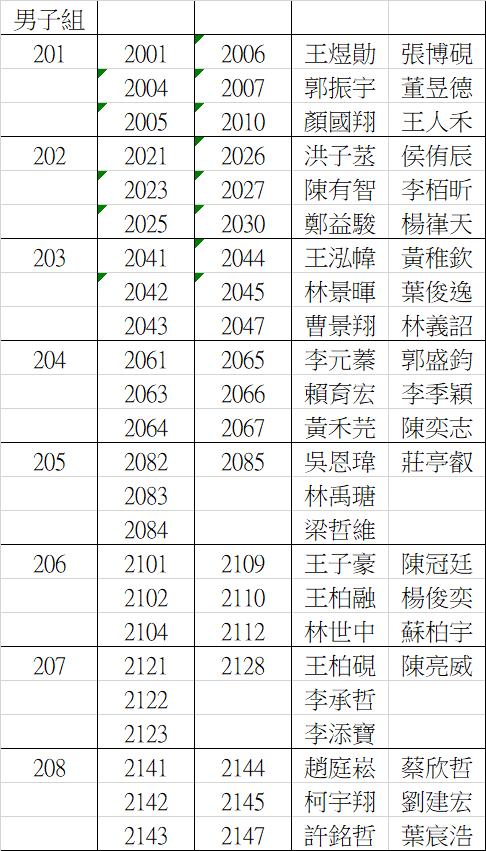 男子組
201 2001 2006 王煜勛 張博硯
2004 2007 郭振宇 董昱德
2005 2010 顏國翔 王人禾
202 2021 2026 洪子菉 侯侑辰
2023 2027 陳有智 李栢昕
2025 2030 鄭益駿 楊嵂天
203 2041 2044 王泓幃 黃稚欽
2042 2045 林景暉 葉俊逸
2043 2047 曹景翔 林義詔
204 2061 2065 李元蓁 郭盛鈞
2063 2066 賴育宏 李季穎
2064 2067 黃禾芫 陳奕志
205 2082 2085 吳恩瑋 莊亭叡
2083 林禹瑭
2084 梁哲維
206 2101 2109 王子豪 陳冠廷
2102 2110 王柏融 楊俊奕
2104 2112 林世中 蘇柏宇
207 2121 2128 王柏硯 陳亮威
2122 李承哲
2123 李添寶
208 2141 2144 趙庭崧 蔡欣哲
2142 2145 柯宇翔 劉建宏
2143 2147 許銘哲 葉宸浩